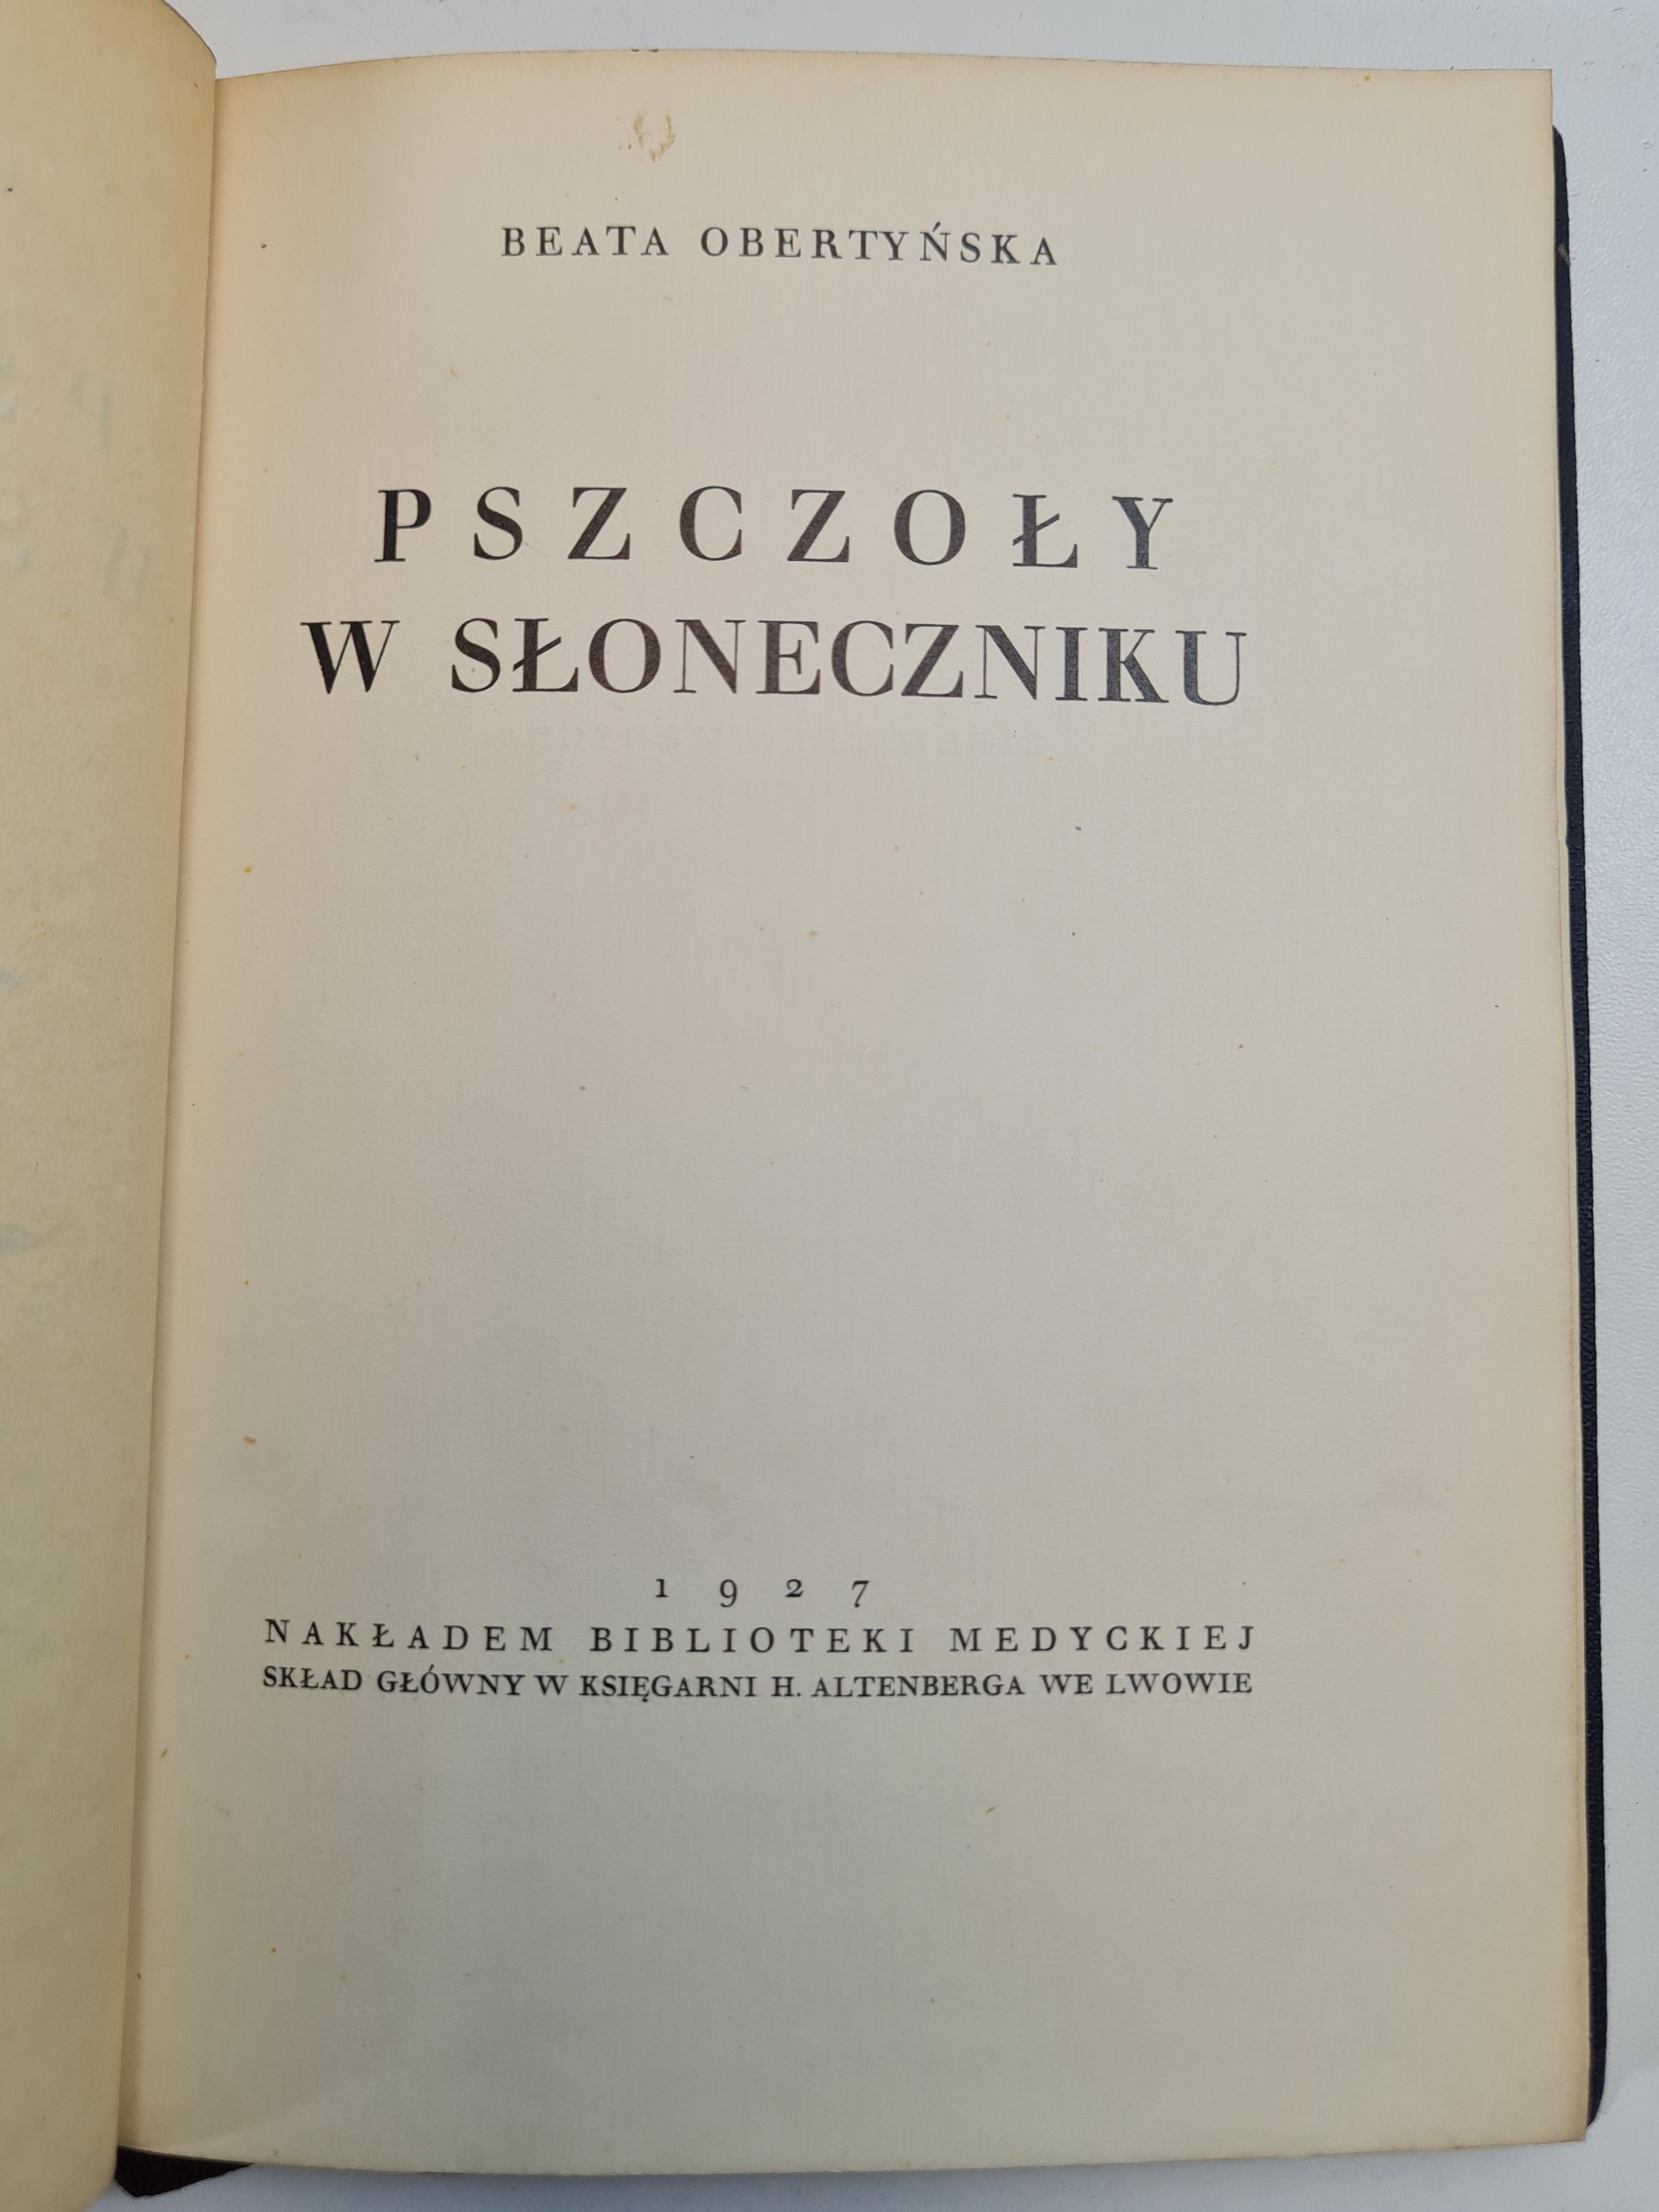 BEATA OBERTYŃSKA
PSZCZOŁY
W SŁONECZNIKU
1927
NAKŁADEM BIBLIOTEKI MEDYCKIEJ
SKŁAD GŁÓWNY W KSIĘGARNI H. ALTENBERGA WE LWOWIE